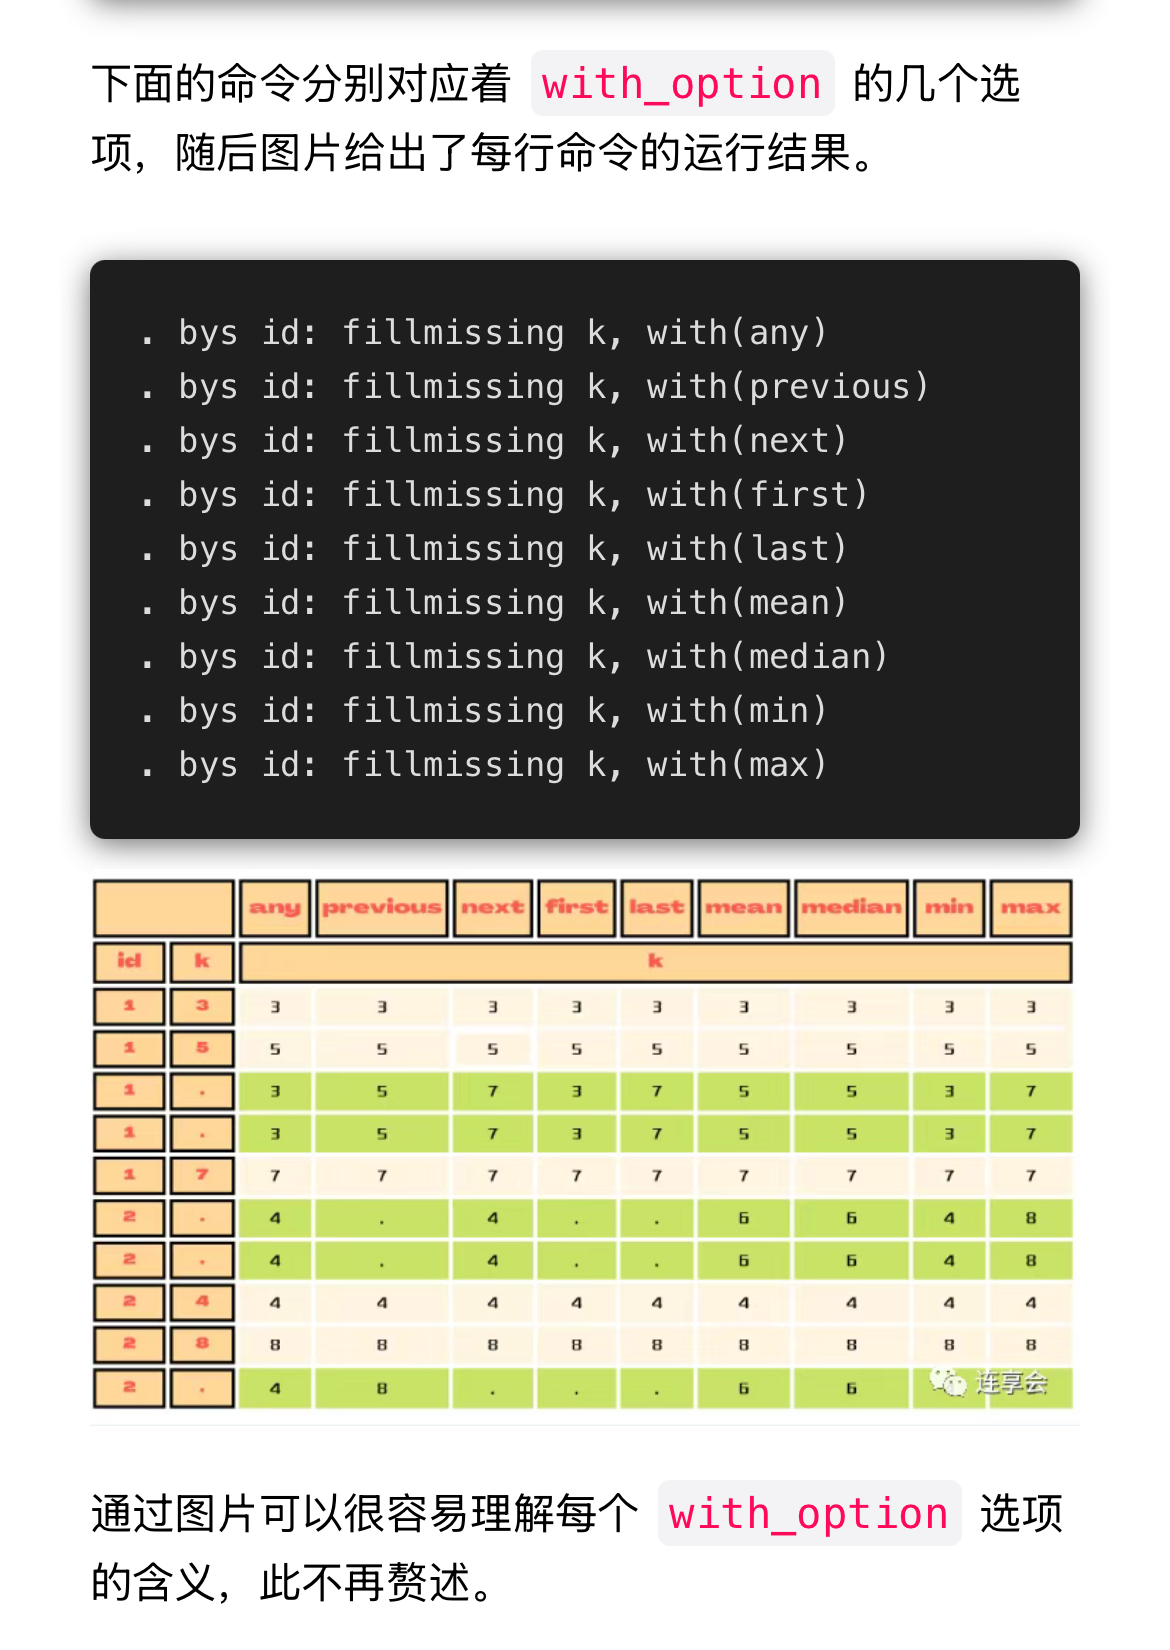 下面的命令分别对应着 with_option 的几个选
项，随后图片给出了每行命令的运行结果。
. bys id: fillmissing k, with(any)
. bys id: fillmissing k, with(previous)
. bys id: fillmissing k, with(next)
. bys id: fillmissing k, with(first)
. bys id: fillmissing k, with(last)
. bys id: fillmissing k, with(mean)
. bys id: fillmissing k, with(median)
. bys id: fillmissing k, with(min)
. bys id: fillmissing k, with(max)
any previous next first last mean median min max
id k k
1 3 3 3 3 3 3 3 3 3 3
1 5 5 5 5 5 5 5 5 5 5
1 . 3 5 7 3 7 5 5 3 7
1 . 3 5 7 3 7 5 5 3 7
1 7 7 7 7 7 7 7 7 7 7
2 . 4 . 4 . . 6 6 4 8
2 . 4 . 4 . . 6 6 4 8
2 4 4 4 4 4 4 4 4 4 4
2 8 8 8 8 8 8 8 8 8 8
2 . 4 8 . . . 6 6 连享会
通过图片可以很容易理解每个 with_option 选项
的含义，此不再赘述。